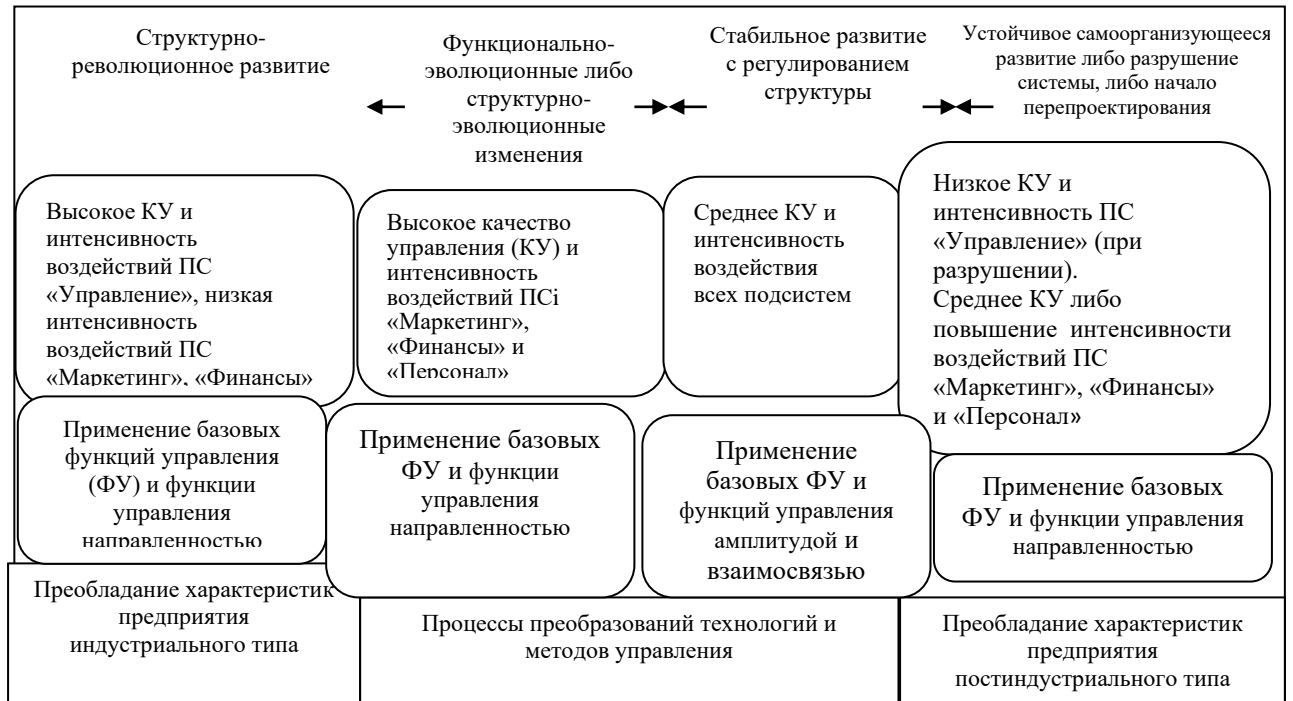 Структурно-
революционное развитие
Функционально-
эволюционные либо
структурно-
эволюционные
изменения
Стабильное развитие
с регулированием
структуры
Устойчивое самоорганизующееся
развитие либо разрушение
системы, либо начало
перепроектирования
Высокое КУ и
интенсивность
воздействий ПС
«Управление», низкая
интенсивность
воздействий ПС
«Маркетинг», «Финансы»
Высокое качество
управления (КУ) и
интенсивность
воздействий ПСi
«Маркетинг»,
«Финансы» и
«Персонал»
Среднее КУ и
интенсивность
воздействия
всех подсистем
Низкое КУ и
интенсивность ПС
«Управление» (при
разрушении).
Среднее КУ либо
повышение интенсивности
воздействий ПС
«Маркетинг», «Финансы»
и «Персонал»
Применение базовых
функций управления
(ФУ) и функции
управления
направленностью
Применение базовых
ФУ и функции
управления
направленностью
Применение
базовых ФУ и
функций управления
амплитудой и
взаимосвязью
Применение базовых
ФУ и функции управления
направленностью
Преобладание характеристик
предприятия
индустриального типа
Процессы преобразований технологий и
методов управления
Преобладание характеристик
предприятия
постиндустриального типа